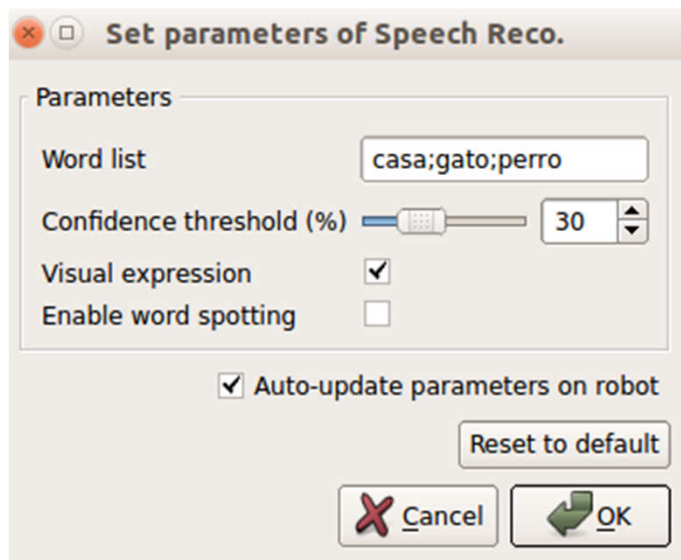 Set parameters of Speech Reco.
Parameters
Word list casa;gato;perro
Confidence threshold (%) 30
Visual expression
Enable word spotting
Auto-update parameters on robot
Reset to default
Cancel OK